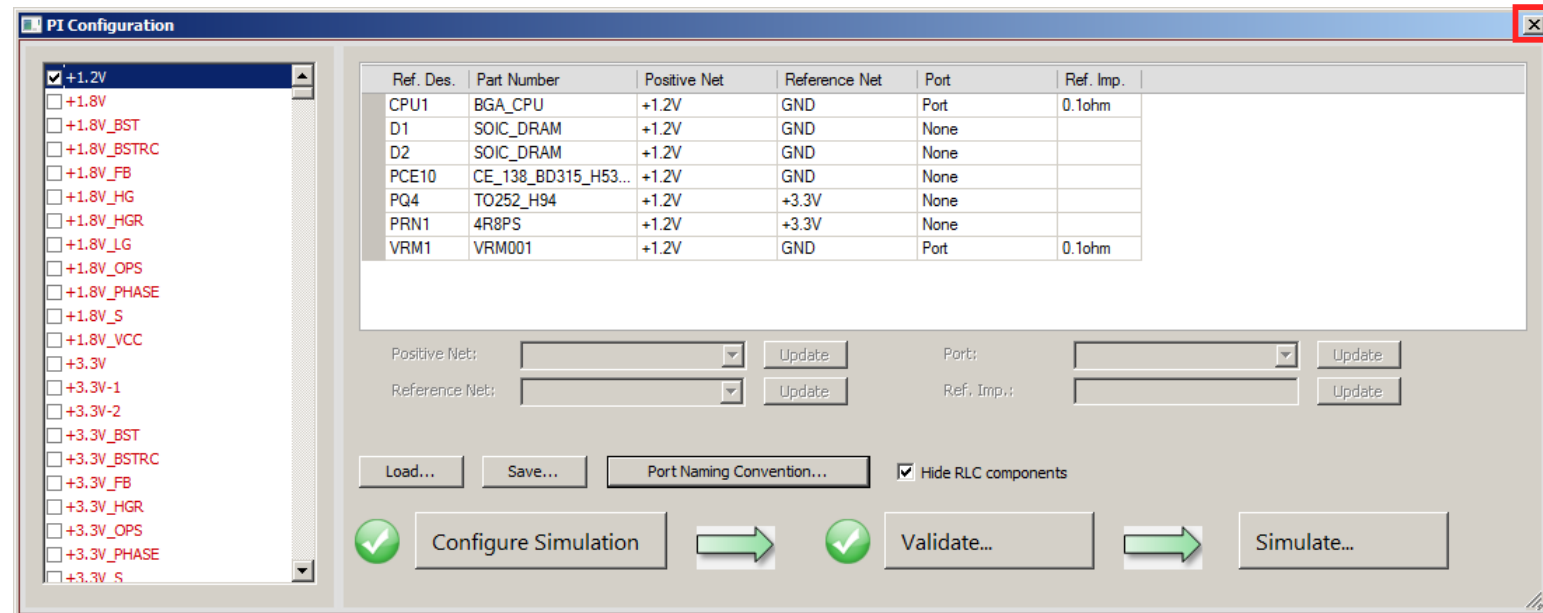 PI Configuration
+1.2V
+1.8V
+1.8V_BST
+1.8V_BSTRC
+1.8V_FB
+1.8V_HG
+1.8V_HGR
+1.8V_LG
+1.8V_OPS
+1.8V_PHASE
+1.8V_S
+1.8V_VCC
+3.3V
+3.3V-1
+3.3V-2
+3.3V_BST
+3.3V_BSTRC
+3.3V_FB
+3.3V_HGR
+3.3V_OPS
+3.3V_PHASE
+3.3V_S
Ref. Des. Part Number Positive Net Reference Net Port Ref. Imp.
CPU1 BGA_CPU +1.2V GND Port 0.1ohm
D1 SOIC_DRAM +1.2V GND None
D2 SOIC_DRAM +1.2V GND None
PCE10 CE_138_BD315_H53... +1.2V GND None
PQ4 TO252_H94 +1.2V +3.3V None
PRN1 4R8PS +1.2V +3.3V None
VRM1 VRM001 +1.2V GND Port 0.1ohm
Positive Net: Update Port: Update
Reference Net: Update Ref. Imp.: Update
Load... Save... Port Naming Convention... Hide RLC components
Configure Simulation Validate... Simulate...